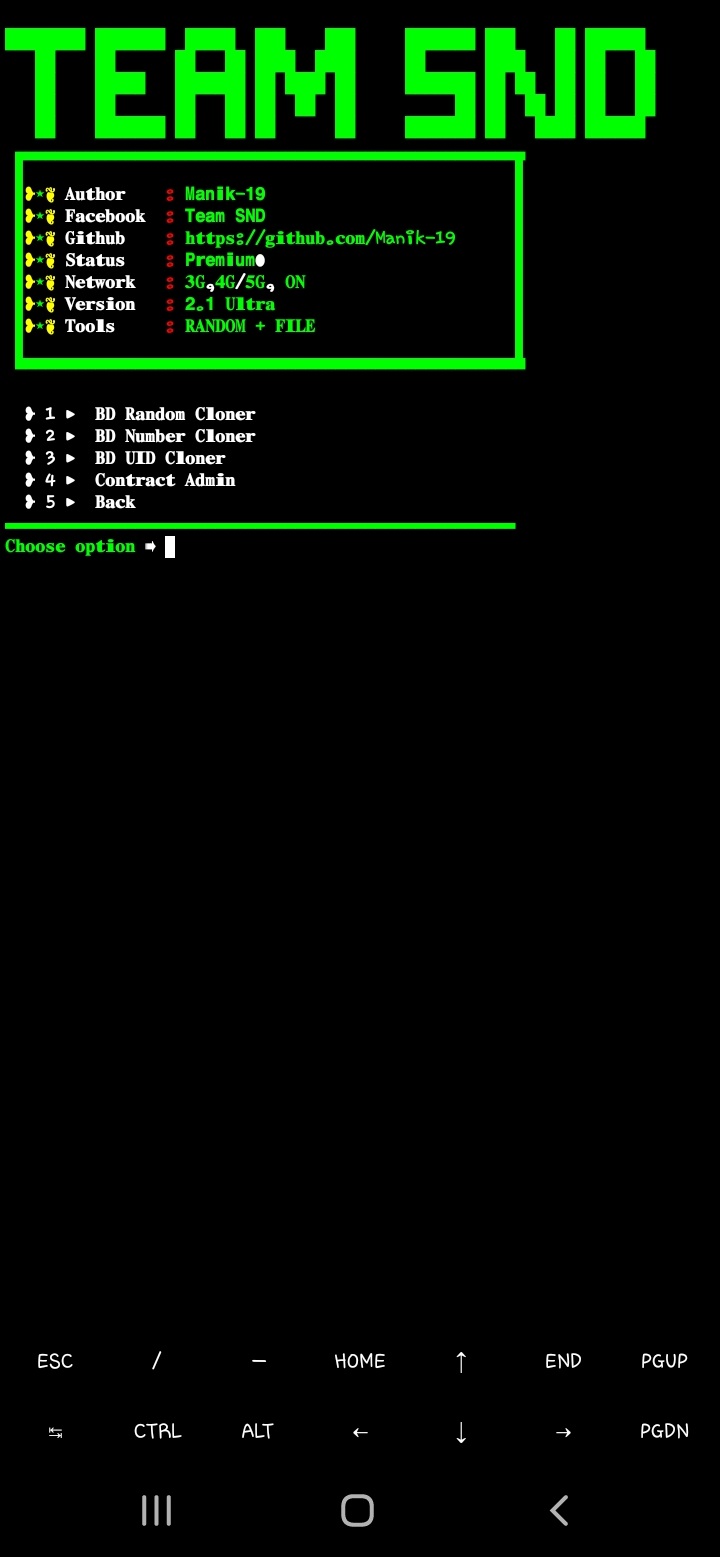 TEAM SND
Author : Manik-19
Facebook : Team SND
Github : https://github.com/Manik-19
Status : Premium
Network : 3G,4G/5G, ON
Version : 2.1 Ultra
Tools : RANDOM + FILE
1 ► BD Random Cloner
2 ► BD Number Cloner
3 ► BD UID Cloner
4 ► Contract Admin
5 ► Back
Choose option ➡
ESC / — HOME ↑ END PGUP
↹ CTRL ALT ← ↓ → PGDN